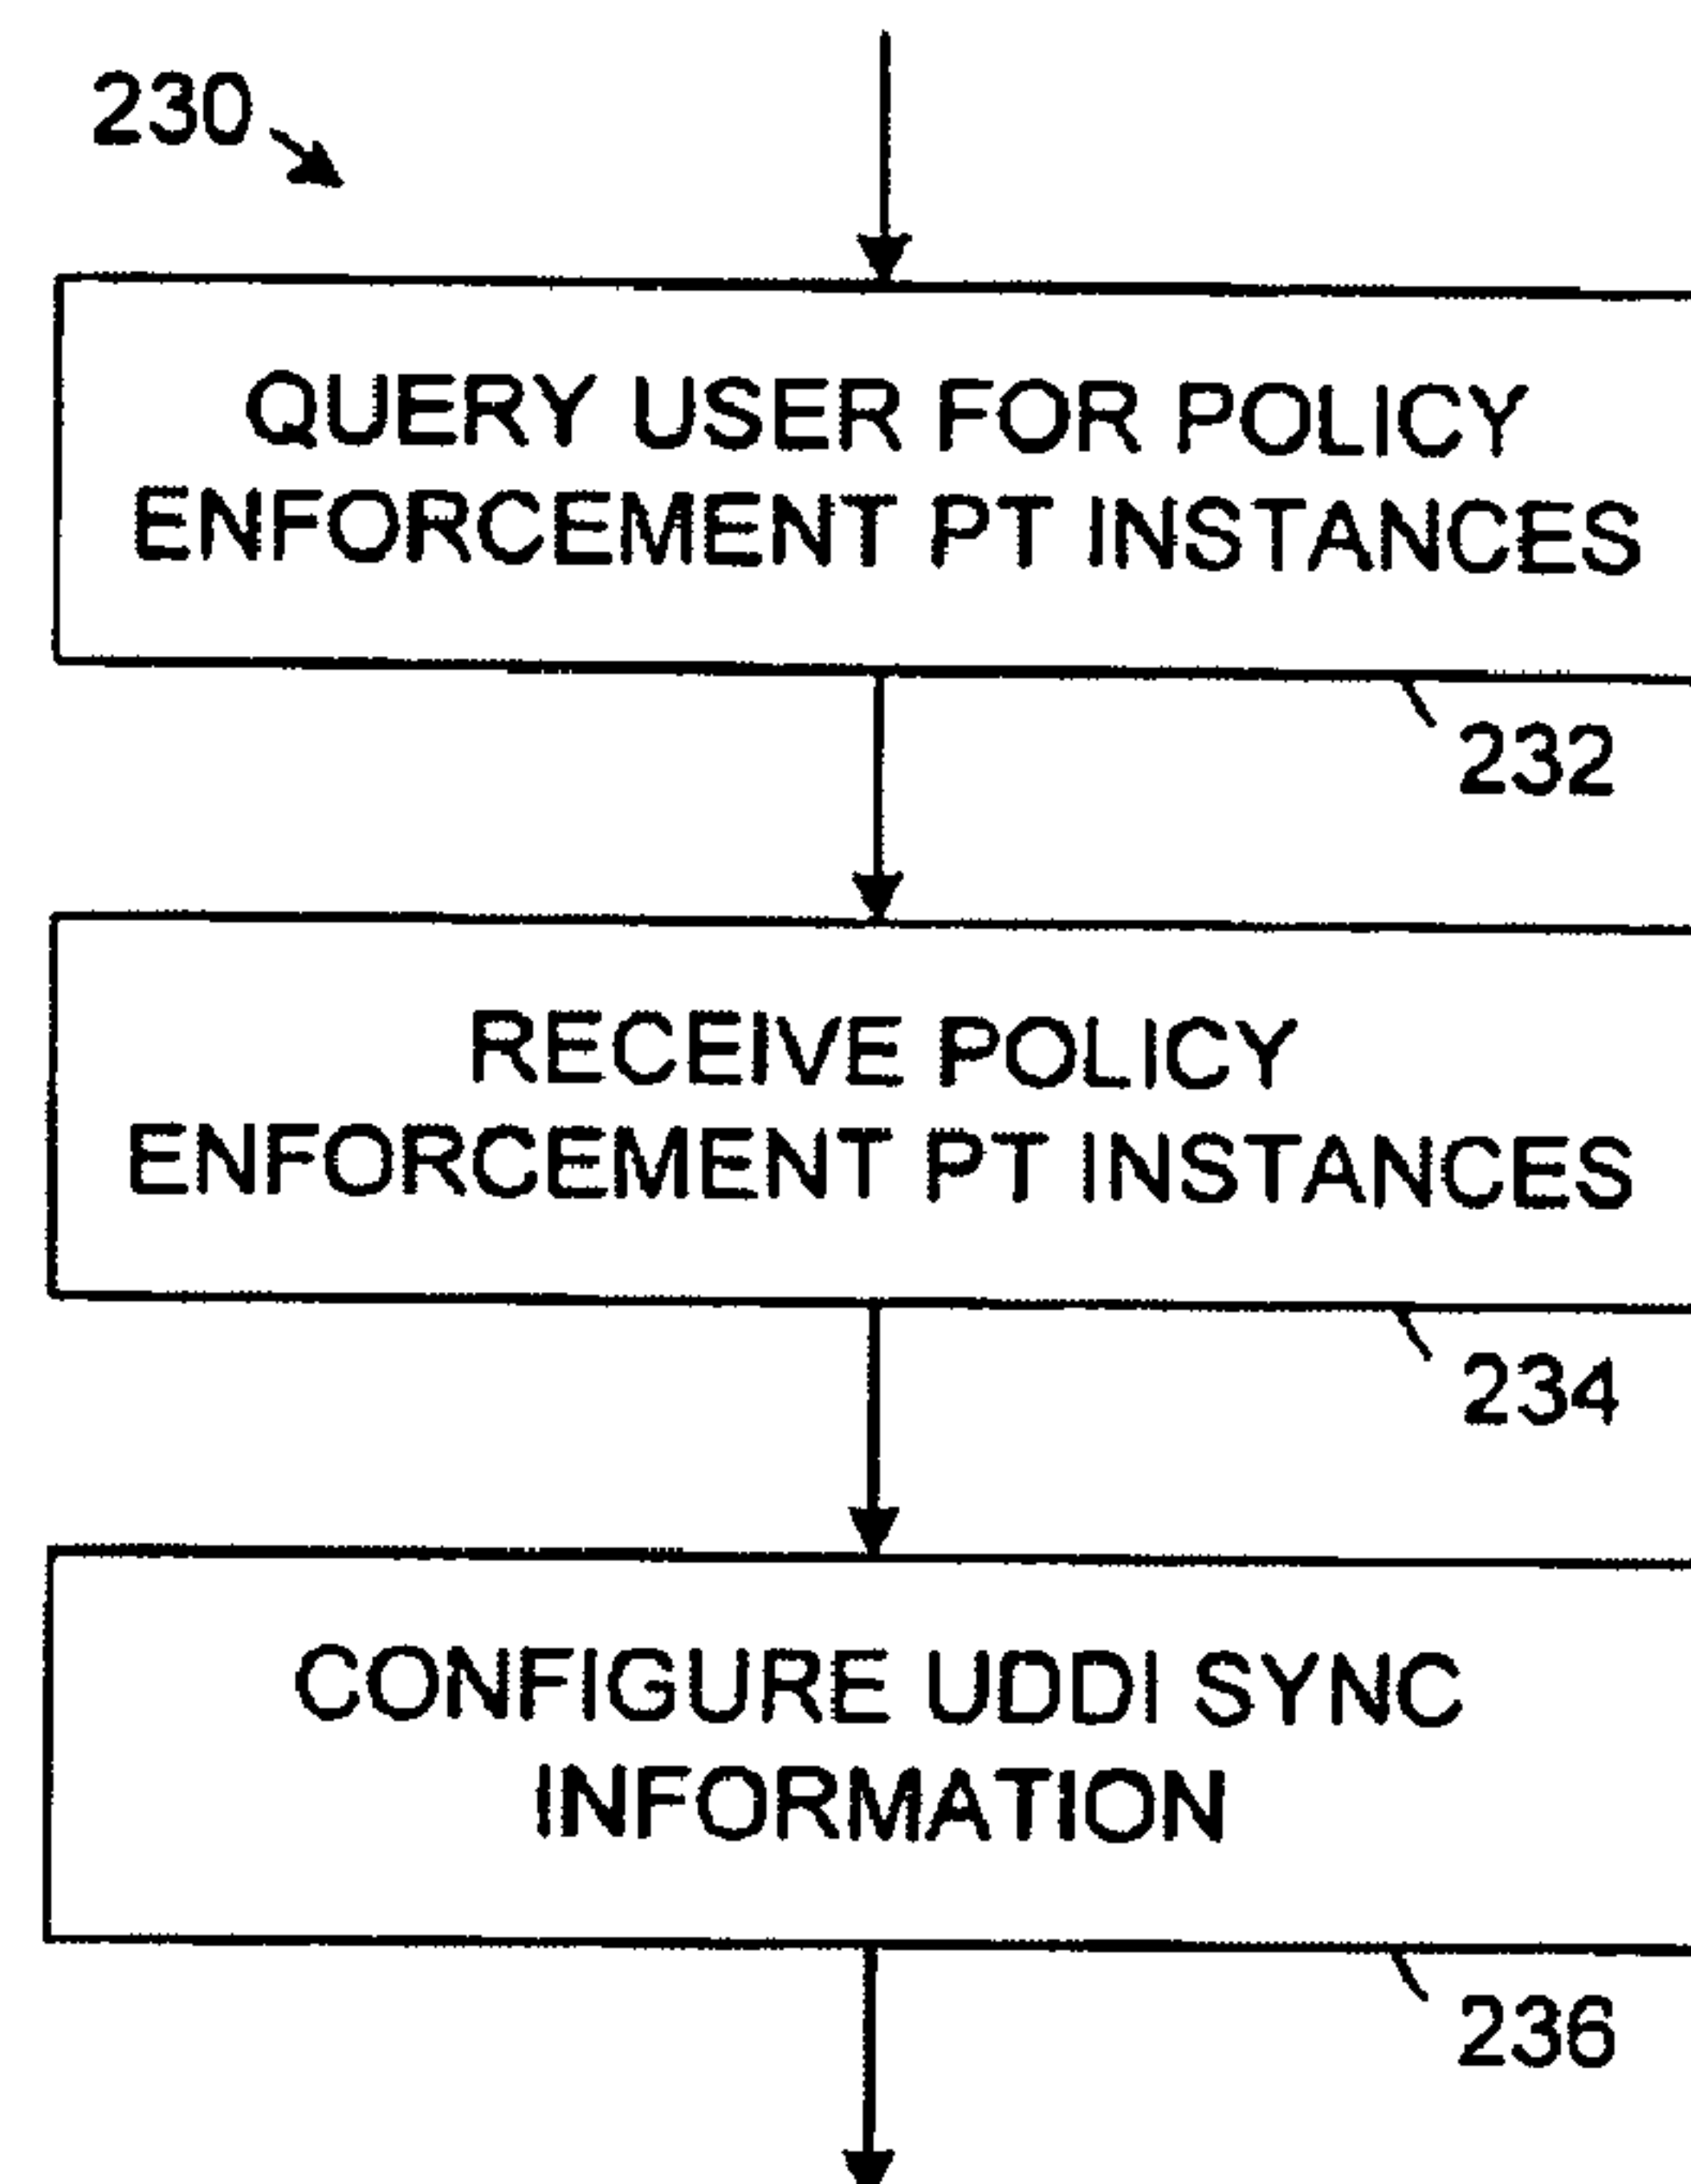 230
QUERY USER FOR POLICY
ENFORCEMENT PT INSTANCES
232
RECEIVE POLICY
ENFORCEMENT PT INSTANCES
234
CONFIGURE UDDI SYNC
INFORMATION
236